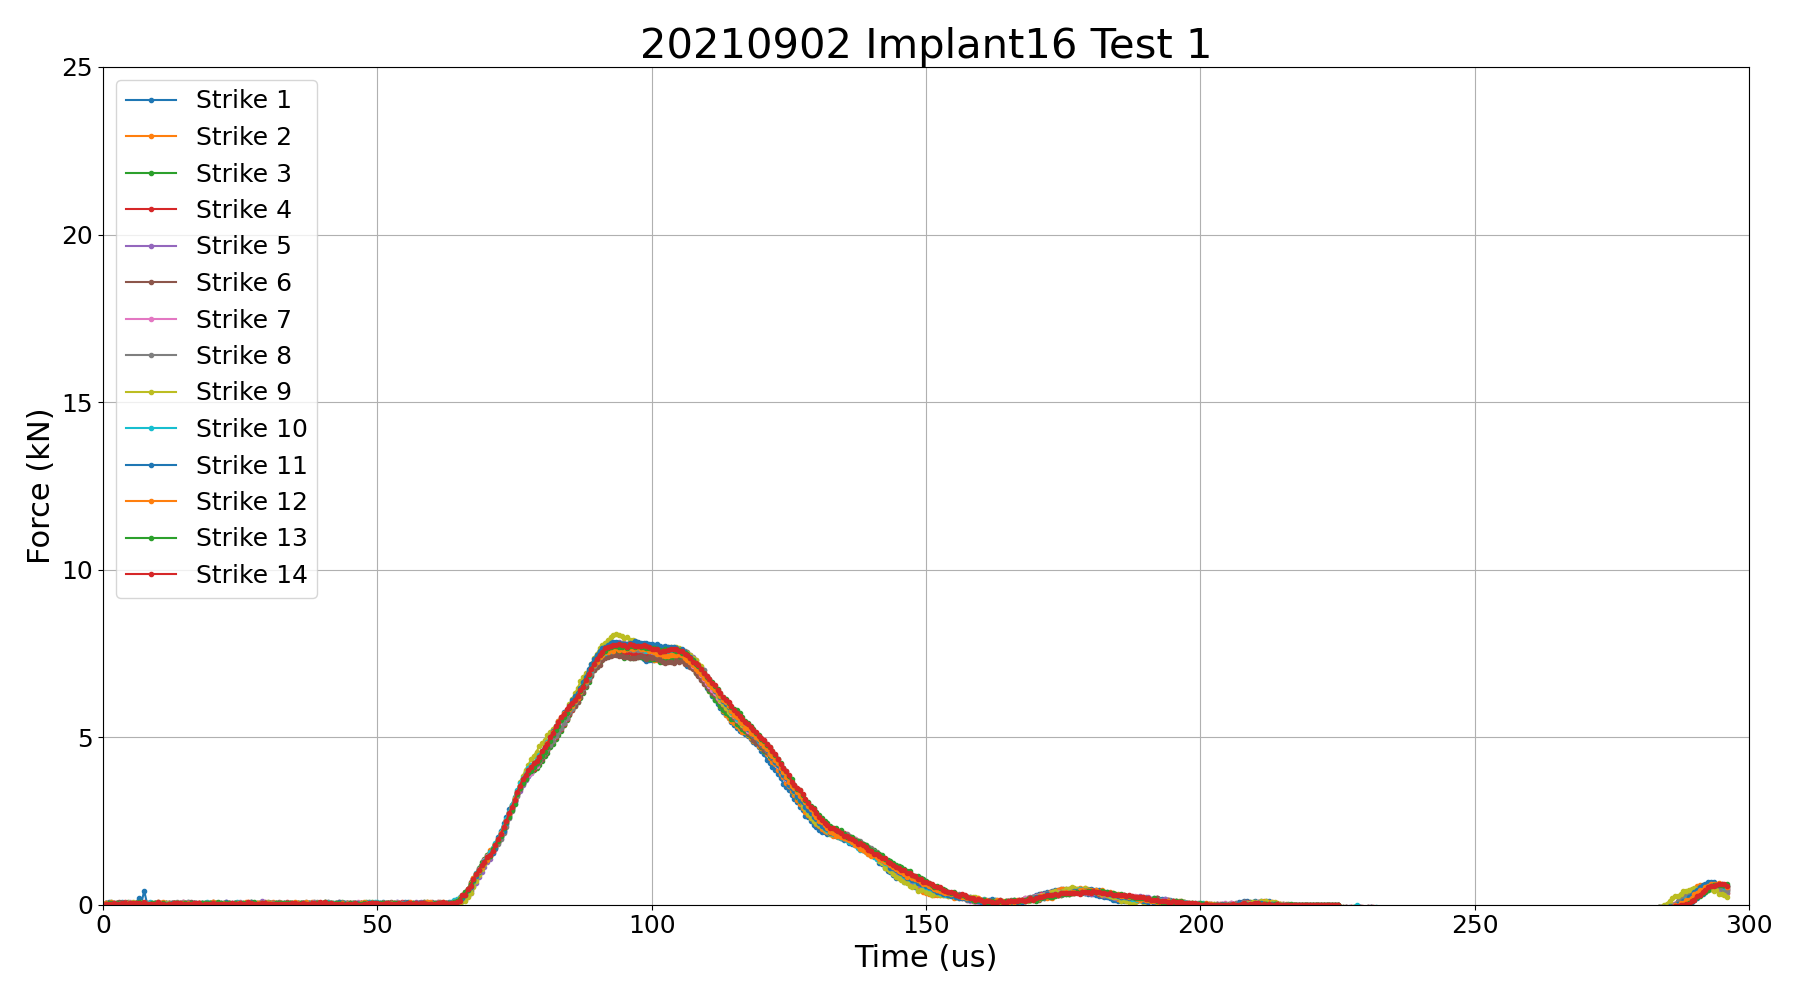 20210902 Implant16 Test 1
25
20
15
10
5
0
Force (kN)
Strike 1
Strike 2
Strike 3
Strike 4
Strike 5
Strike 6
Strike 7
Strike 8
Strike 9
Strike 10
Strike 11
Strike 12
Strike 13
Strike 14
0 50 100 150 200 250 300
Time (us)